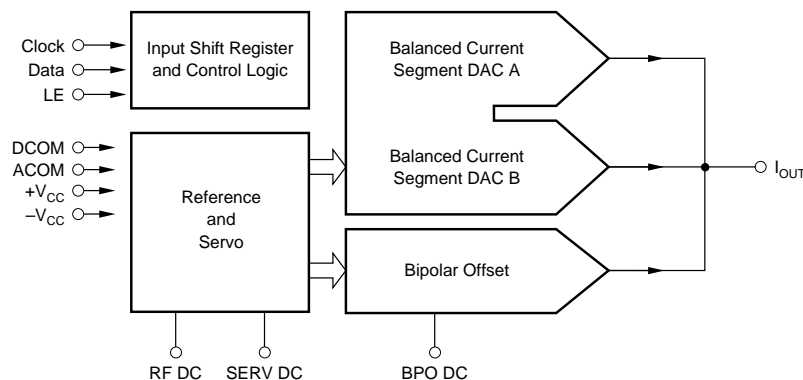 Clock
Data
LE
Input Shift Register
and Control Logic
Balanced Current
Segment DAC A
DCOM
ACOM
+VCC
–VCC
Reference
and
Servo
Balanced Current
Segment DAC B
IOUT
Bipolar Offset
RF DC
SERV DC
BPO DC